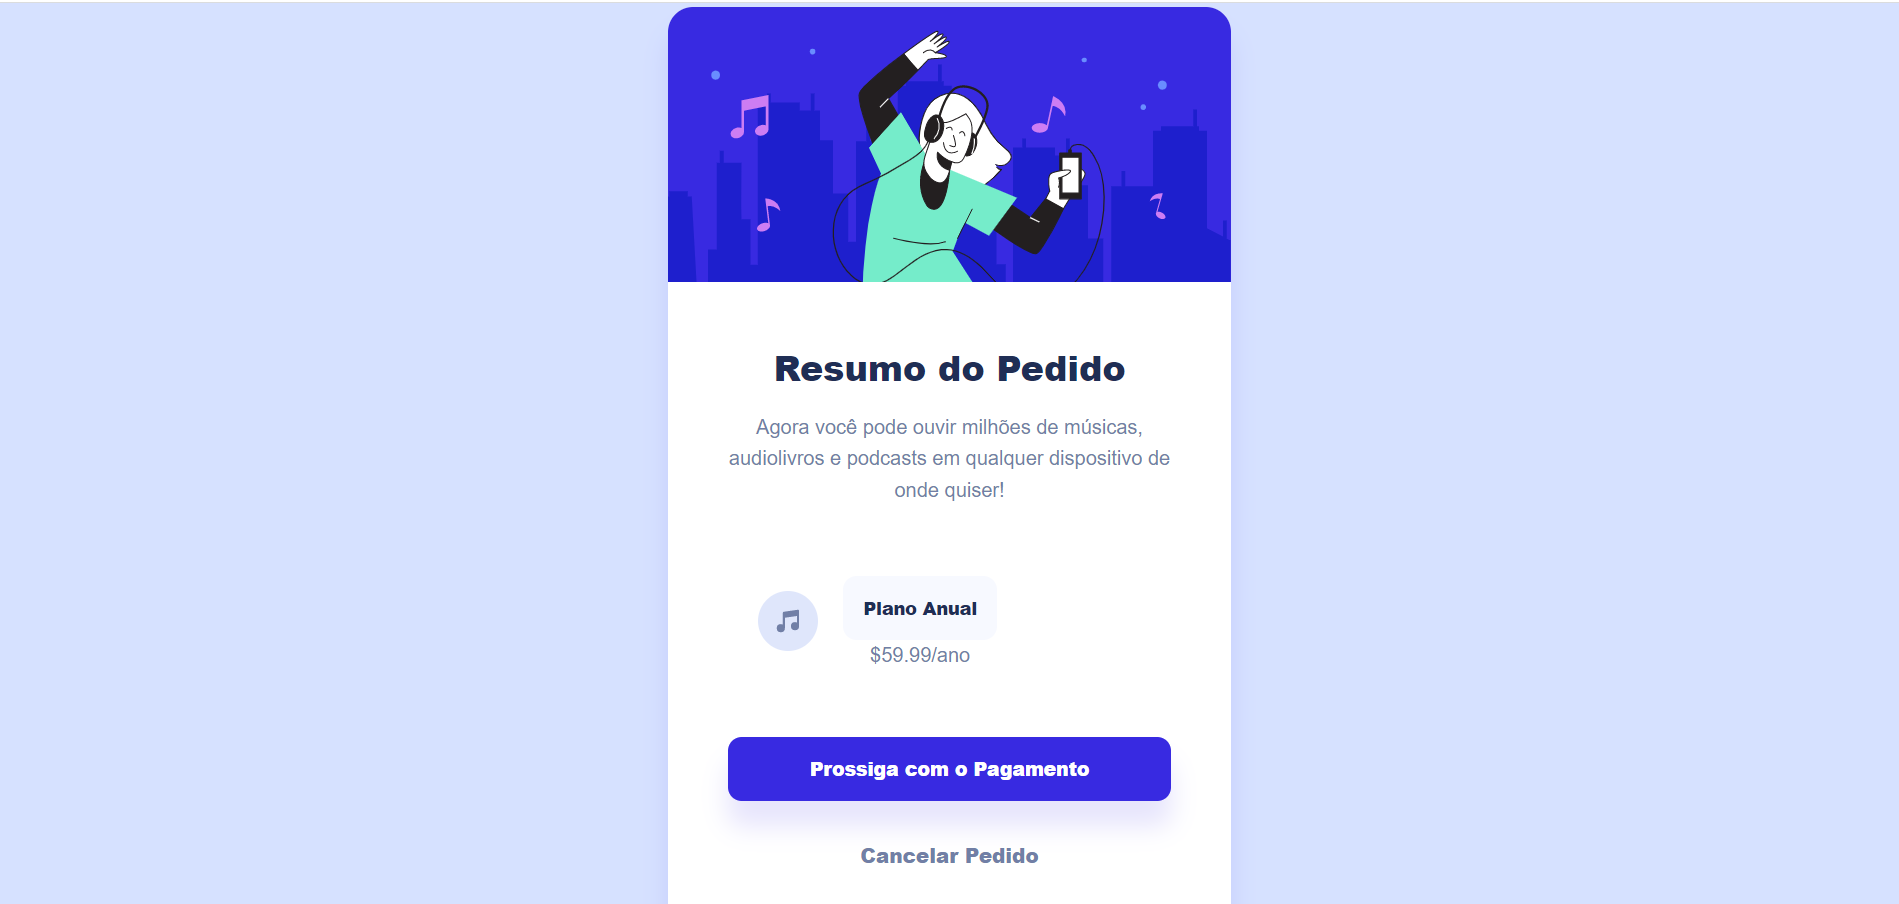 Resumo do Pedido
Agora você pode ouvir milhões de músicas,
audiolivros e podcasts em qualquer dispositivo de
onde quiser!
Plano Anual
$59.99/ano
Prossiga com o Pagamento
Cancelar Pedido